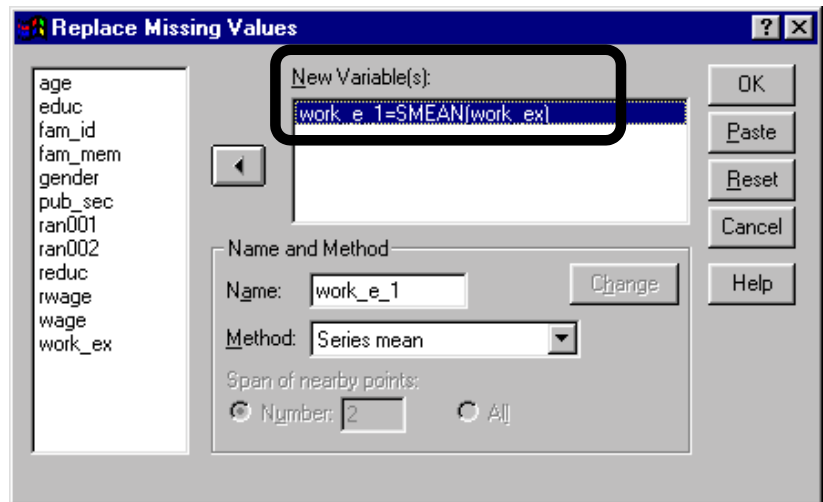 Replace Missing Values
age
educ
fam_id
fam_mem
gender
pub_sec
ran001
ran002
reduc
rwage
wage
work_ex
New Variable(s):
work_e_1=SMEAN(work_ex)
Name and Method
Name: work_e_1
Change
Method: Series mean
Span of nearby points:
Number: 2 All
OK
Paste
Reset
Cancel
Help